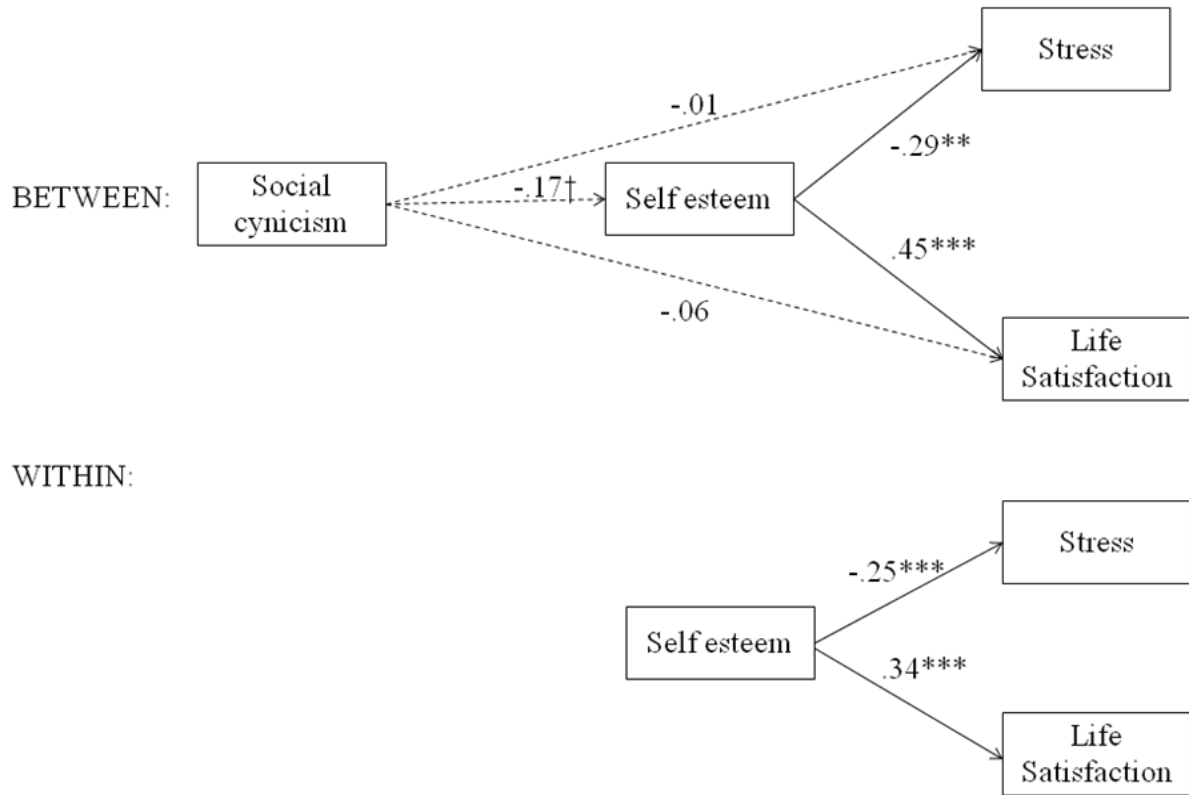 Stress
-.01
-.29**
BETWEEN:
Social
cynicism
-.17†
Self esteem
.45***
-.06
Life
Satisfaction
WITHIN:
Stress
-.25***
Self esteem
.34***
Life
Satisfaction